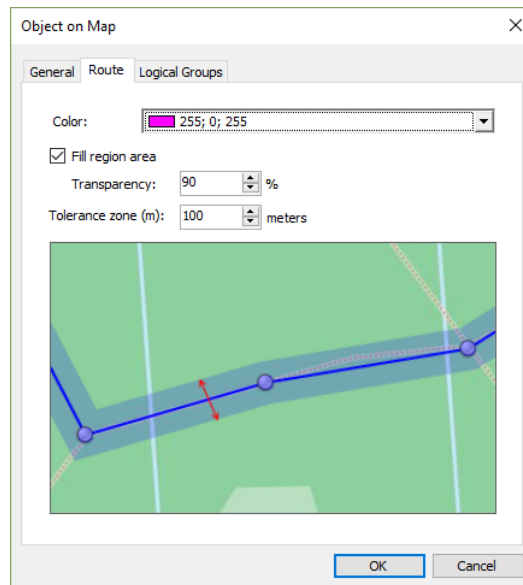 Object on Map
General Route Logical Groups
Color: 255; 0; 255
Fill region area
Transparency: 90 %
Tolerance zone (m): 100 meters
OK Cancel